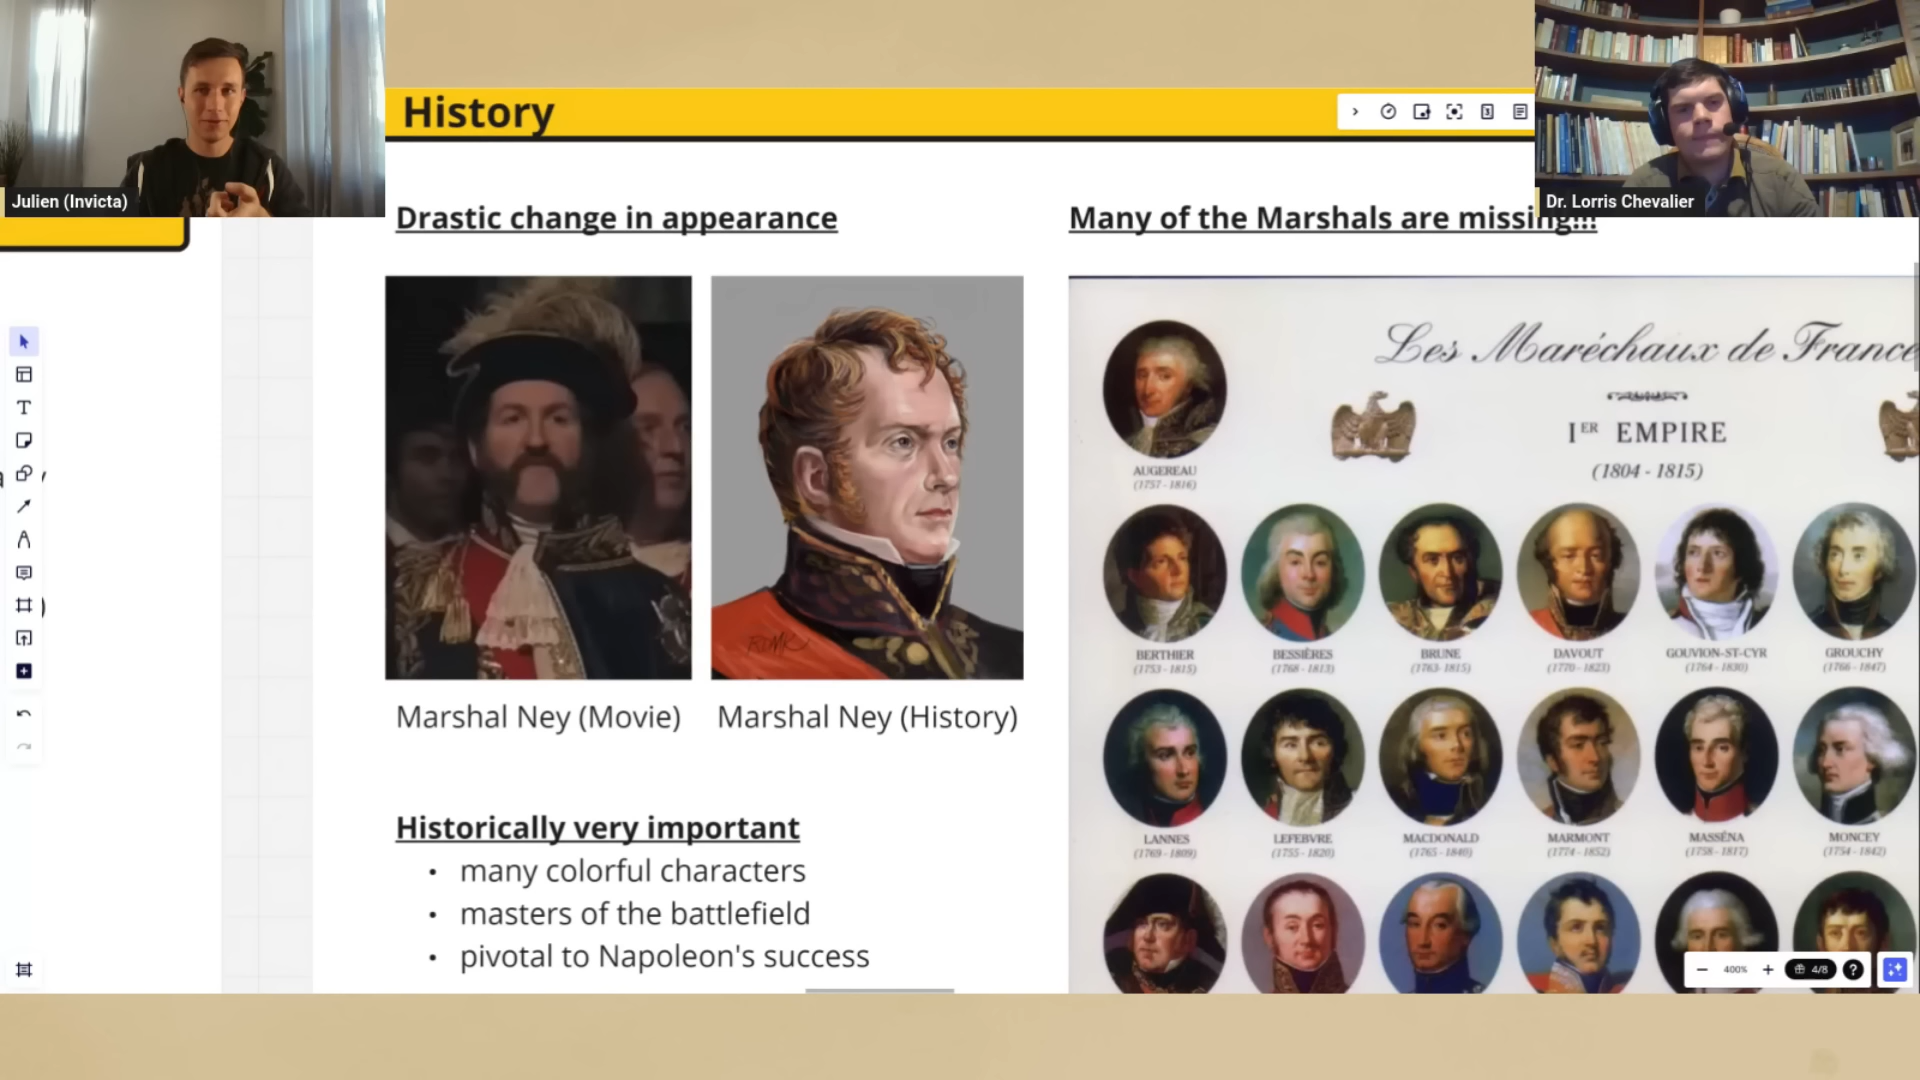 Julien (Invicta)
Dr. Lorris Chevalier
History
Drastic change in appearance
Many of the Marshals are missing!!!
Les Maréchaux de France
IER EMPIRE
(1804 - 1815)
AUGEREAU
(1757 - 1816)
BERTHIER
(1753 - 1815)
BESSIÈRES
(1768 - 1813)
BRUNE
(1763 - 1815)
DAVOUT
(1770 - 1823)
GOUVION-ST-CYR
(1764 - 1830)
GROUCHY
(1766 - 1847)
LANNES
(1769 - 1809)
LEFEBVRE
(1755 - 1820)
MACDONALD
(1765 - 1840)
MARMONT
(1774 - 1852)
MASSÉNA
(1758 - 1817)
MONCEY
(1754 - 1842)
Marshal Ney (Movie)
Marshal Ney (History)
Historically very important
• many colorful characters
• masters of the battlefield
• pivotal to Napoleon's success
400%
4/8